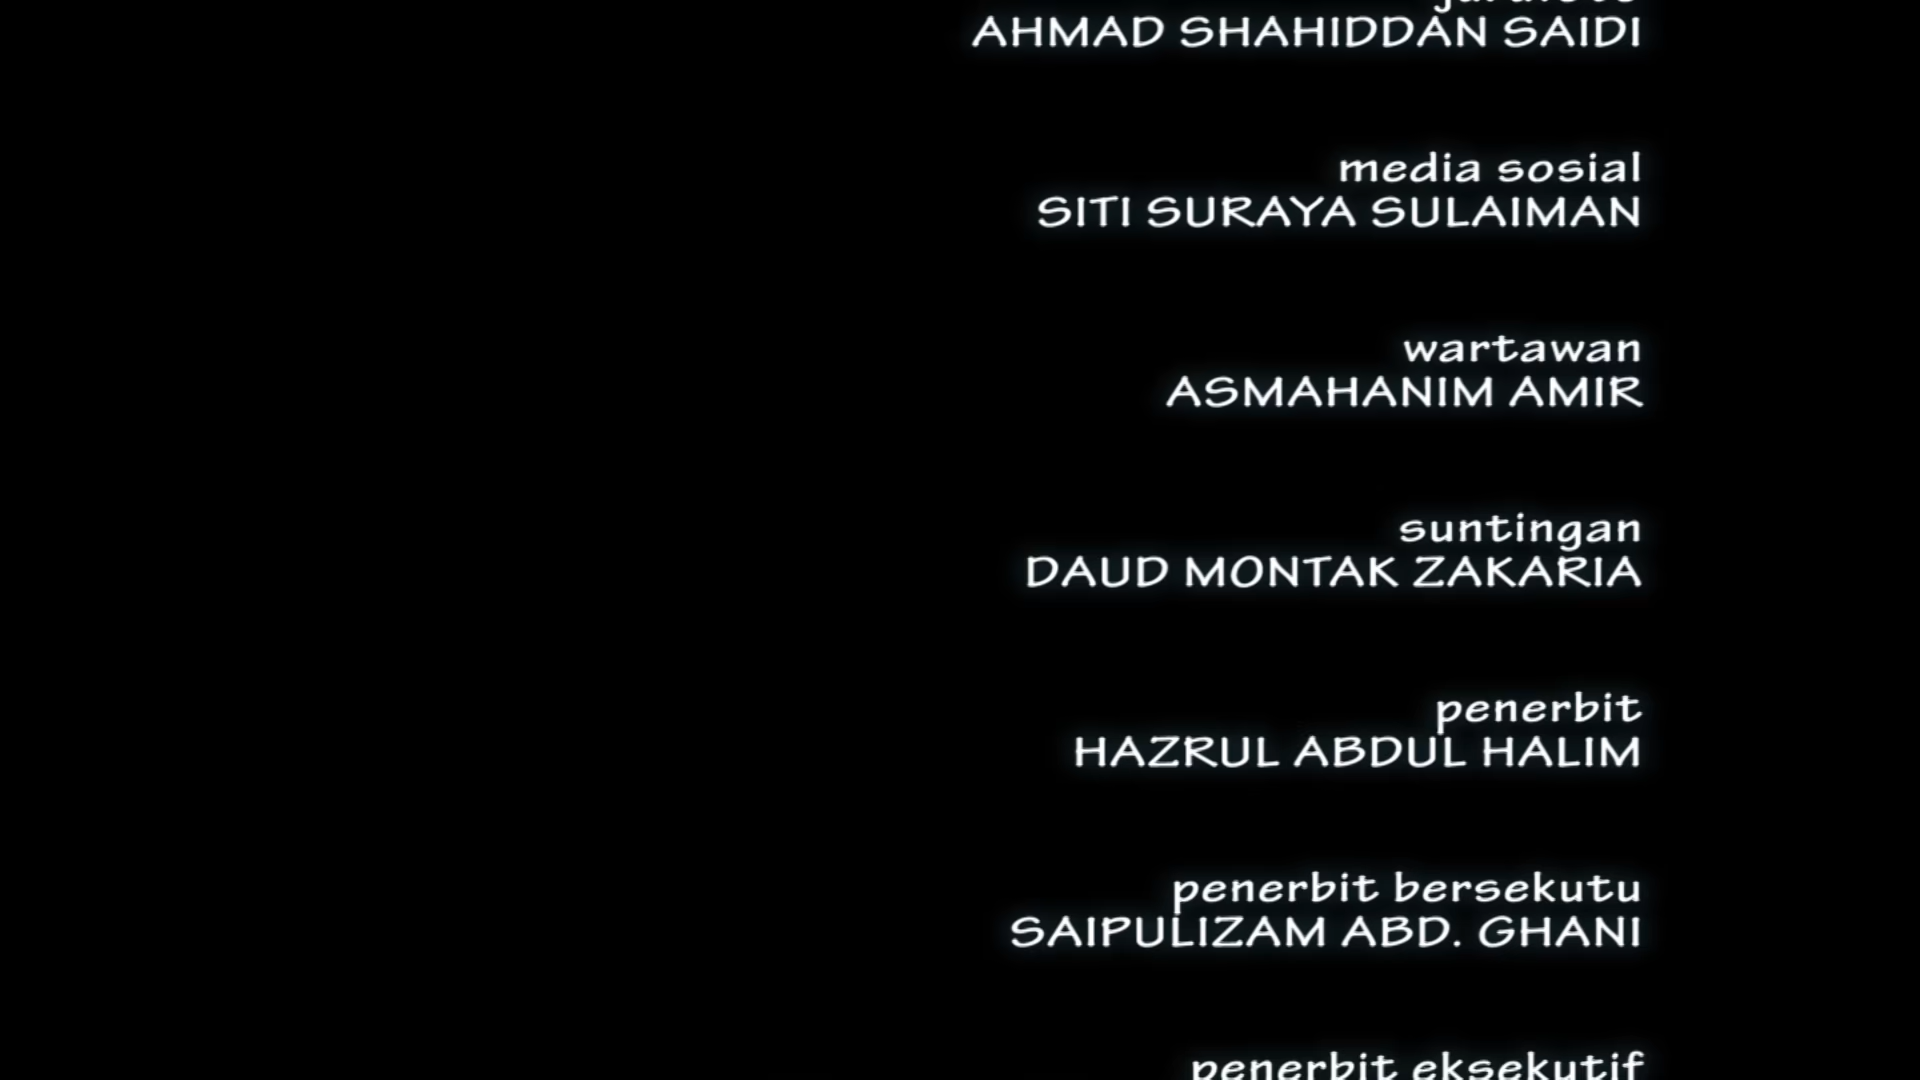 AHMAD SHAHIDDAN SAIDI
media sosial
SITI SURAYA SULAIMAN
wartawan
ASMAHANIM AMIR
suntingan
DAUD MONTAK ZAKARIA
penerbit
HAZRUL ABDUL HALIM
penerbit bersekutu
SAIPULIZAM ABD. GHANI
penerbit eksekutif